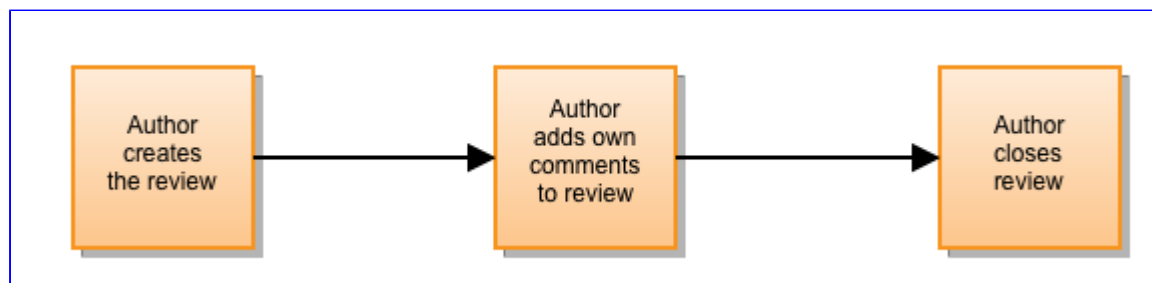 Author
creates
the review
Author
adds own
comments
to review
Author
closes
review